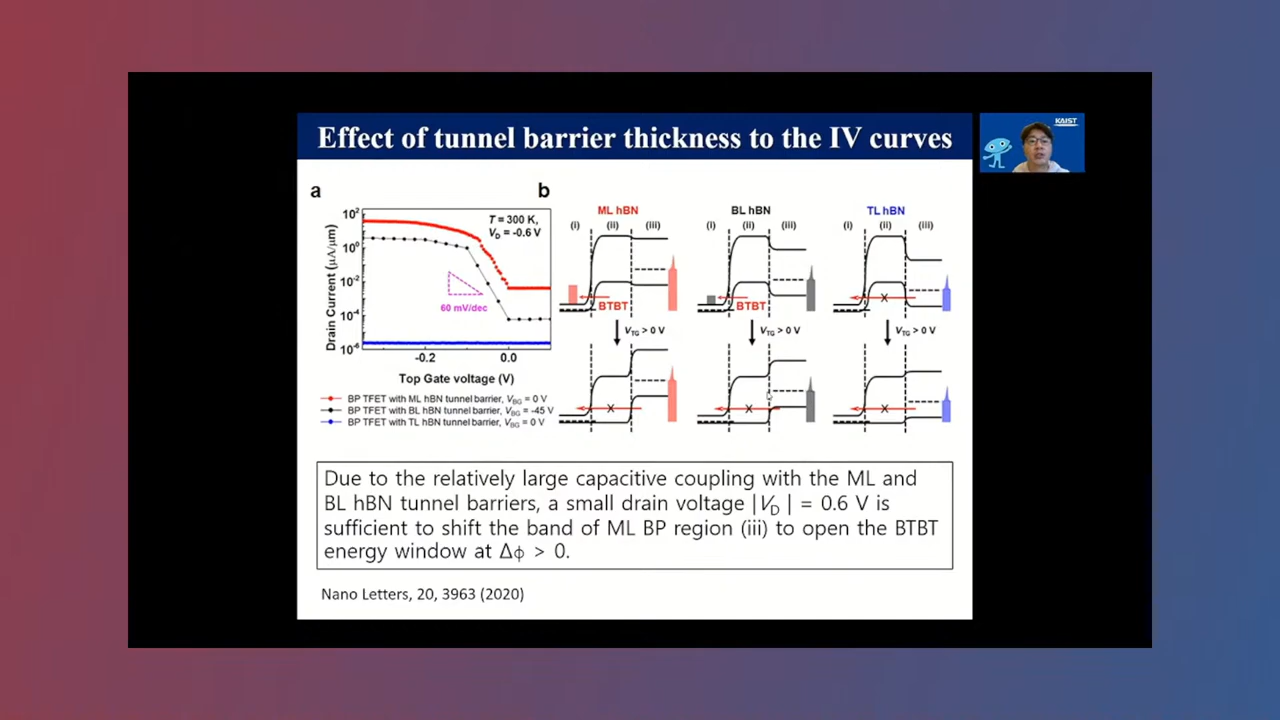 Effect of tunnel barrier thickness to the IV curves
KAIST
a
b
Drain Current (μA/μm)
10²
10⁰
10⁻²
10⁻⁴
10⁻⁶
T = 300 K,
V_D = -0.6 V
60 mV/dec
-0.2
0.0
Top Gate voltage (V)
BP TFET with ML hBN tunnel barrier, V_BG = 0 V
BP TFET with BL hBN tunnel barrier, V_BG = -45 V
BP TFET with TL hBN tunnel barrier, V_BG = 0 V
ML hBN
(i) (ii) (iii)
BTBT
V_TG > 0 V
X
BL hBN
(i) (ii) (iii)
BTBT
V_TG > 0 V
X
TL hBN
(i) (ii) (iii)
X
V_TG > 0 V
X
Due to the relatively large capacitive coupling with the ML and
BL hBN tunnel barriers, a small drain voltage |V_D| = 0.6 V is
sufficient to shift the band of ML BP region (iii) to open the BTBT
energy window at Δϕ > 0.
Nano Letters, 20, 3963 (2020)